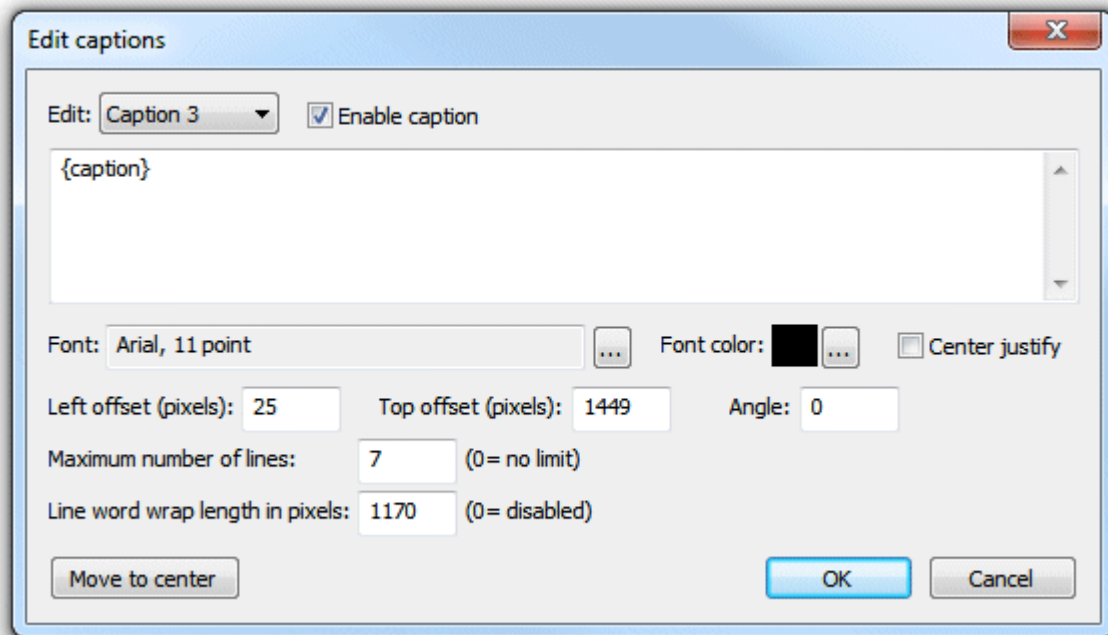 Edit captions
Edit: Caption 3 Enable caption
{caption}
Font: Arial, 11 point ... Font color: ... Center justify
Left offset (pixels): 25 Top offset (pixels): 1449 Angle: 0
Maximum number of lines: 7 (0= no limit)
Line word wrap length in pixels: 1170 (0= disabled)
Move to center OK Cancel